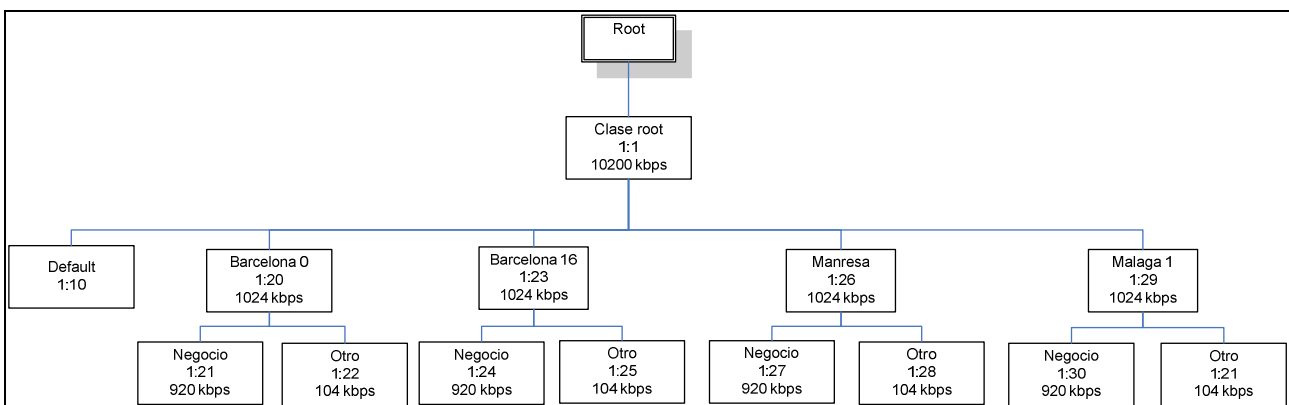 Root
Clase root
1:1
10200 kbps
Default
1:10
Barcelona 0
1:20
1024 kbps
Barcelona 16
1:23
1024 kbps
Manresa
1:26
1024 kbps
Malaga 1
1:29
1024 kbps
Negocio
1:21
920 kbps
Otro
1:22
104 kbps
Negocio
1:24
920 kbps
Otro
1:25
104 kbps
Negocio
1:27
920 kbps
Otro
1:28
104 kbps
Negocio
1:30
920 kbps
Otro
1:21
104 kbps